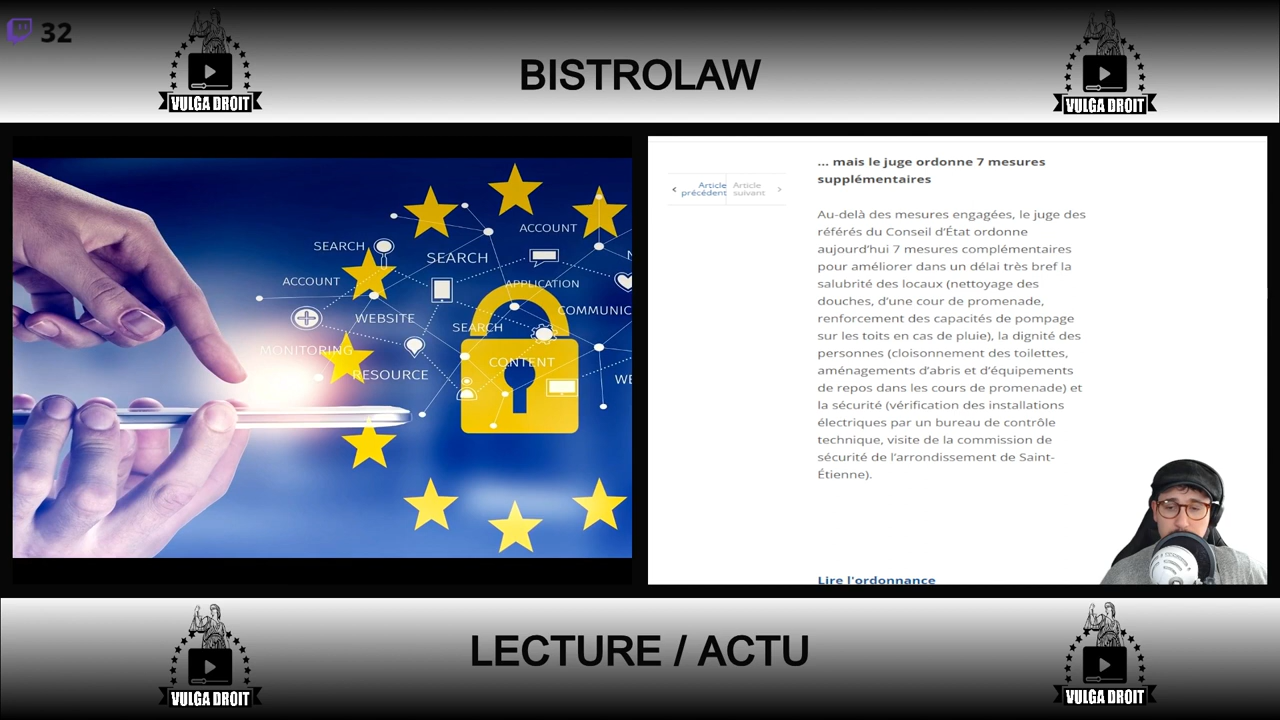 32
BISTROLAW
VULGA DROIT
VULGA DROIT
ACCOUNT
SEARCH
SEARCH
ACCOUNT
APPLICATION
COMMUNIC
WEBSITE
SEARCH
MONITORING
CONTENT
RESOURCE
WE
Article précédent
Article suivant
... mais le juge ordonne 7 mesures
supplémentaires
Au-delà des mesures engagées, le juge des
référés du Conseil d'État ordonne
aujourd'hui 7 mesures complémentaires
pour améliorer dans un délai très bref la
salubrité des locaux (nettoyage des
douches, d'une cour de promenade,
renforcement des capacités de pompage
sur les toits en cas de pluie), la dignité des
personnes (cloisonnement des toilettes,
aménagements d'abris et d'équipements
de repos dans les cours de promenade) et
la sécurité (vérification des installations
électriques par un bureau de contrôle
technique, visite de la commission de
sécurité de l'arrondissement de Saint-
Étienne).
Lire l'ordonnance
LECTURE / ACTU
VULGA DROIT
VULGA DROIT